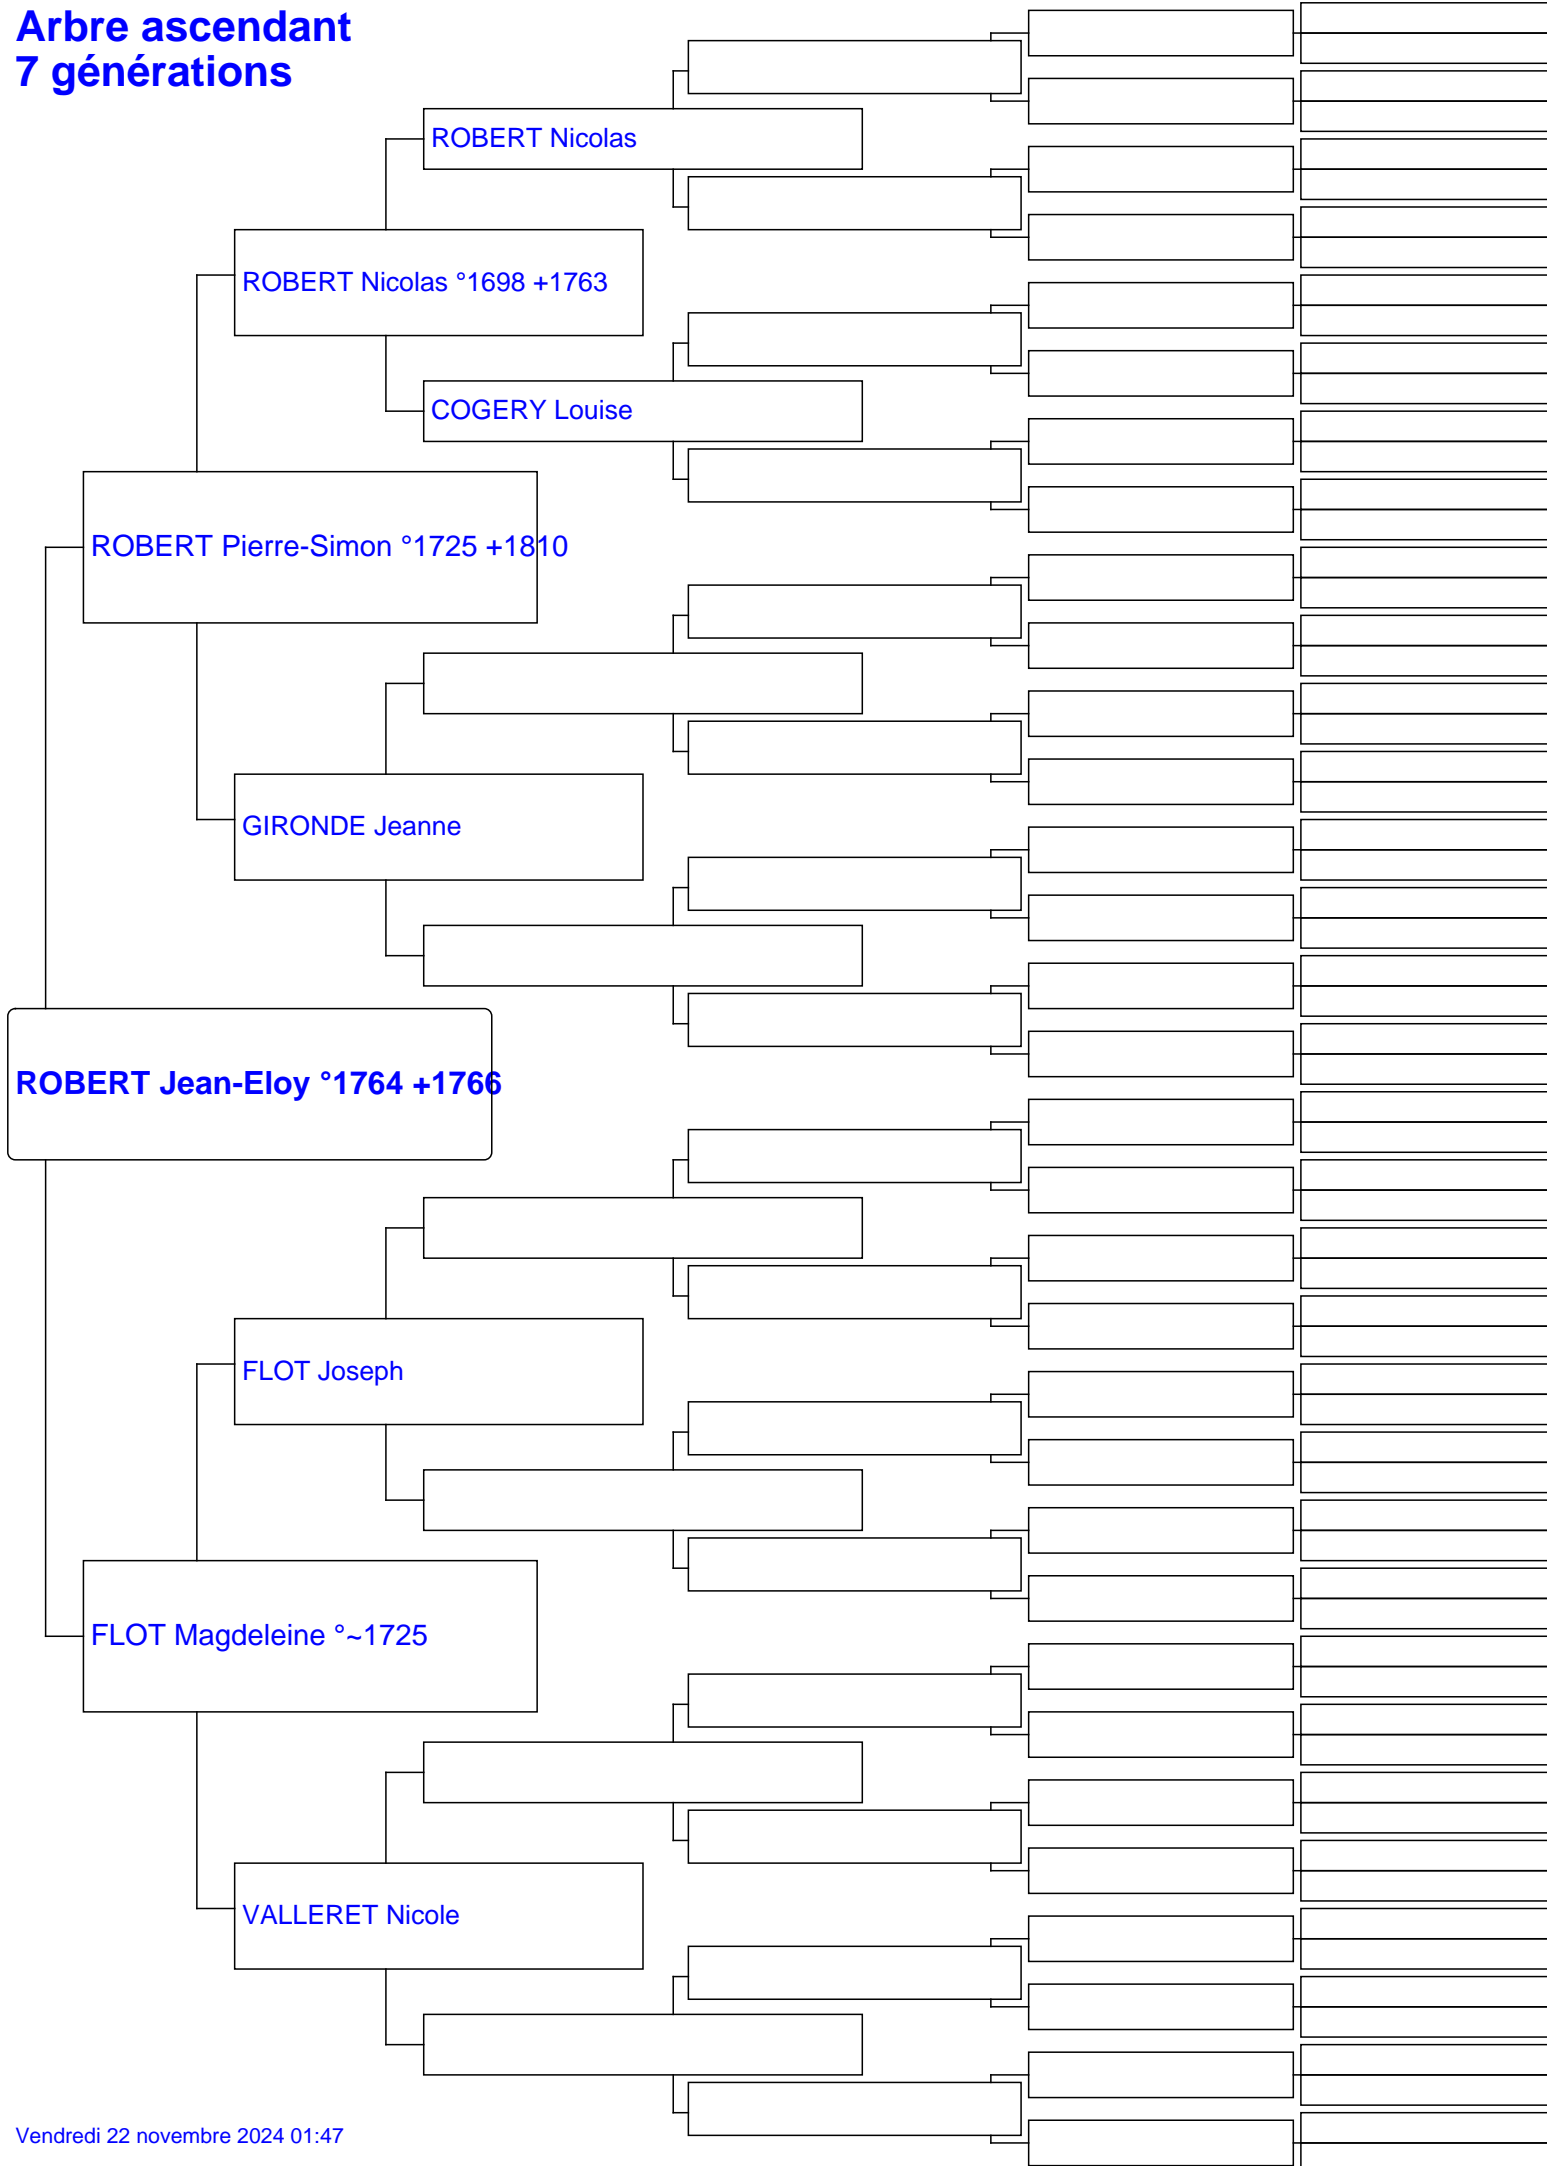 Arbre ascendant
7 générations
ROBERT Nicolas
ROBERT Nicolas °1698 +1763
COGERY Louise
ROBERT Pierre-Simon °1725 +1810
GIRONDE Jeanne
ROBERT Jean-Eloy °1764 +1766
FLOT Joseph
FLOT Magdeleine °~1725
VALLERET Nicole
Vendredi 22 novembre 2024 01:47